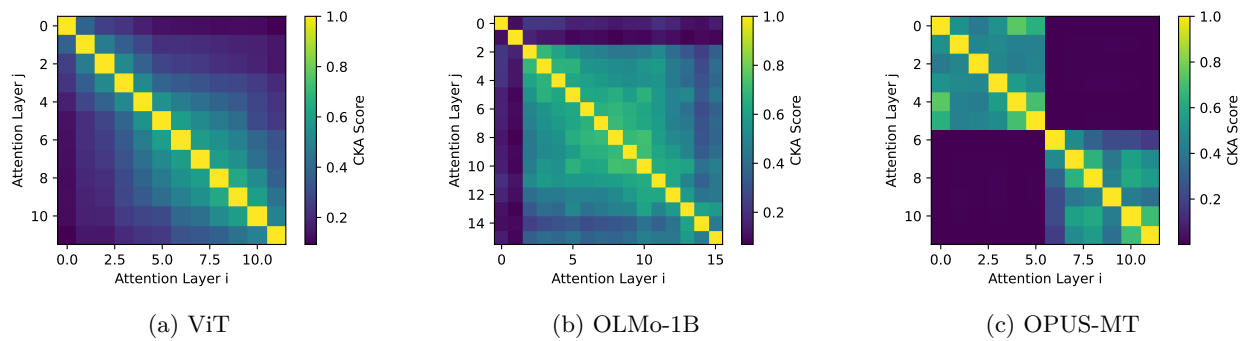 0
2
4
6
8
10
0.0 2.5 5.0 7.5 10.0
Attention Layer i
Attention Layer j
1.0
0.8
0.6
0.4
0.2
CKA Score
(a) ViT
0
2
4
6
8
10
12
14
0 5 10 15
Attention Layer i
Attention Layer j
1.0
0.8
0.6
0.4
0.2
CKA Score
(b) OLMo-1B
0
2
4
6
8
10
0.0 2.5 5.0 7.5 10.0
Attention Layer i
Attention Layer j
1.0
0.8
0.6
0.4
0.2
CKA Score
(c) OPUS-MT